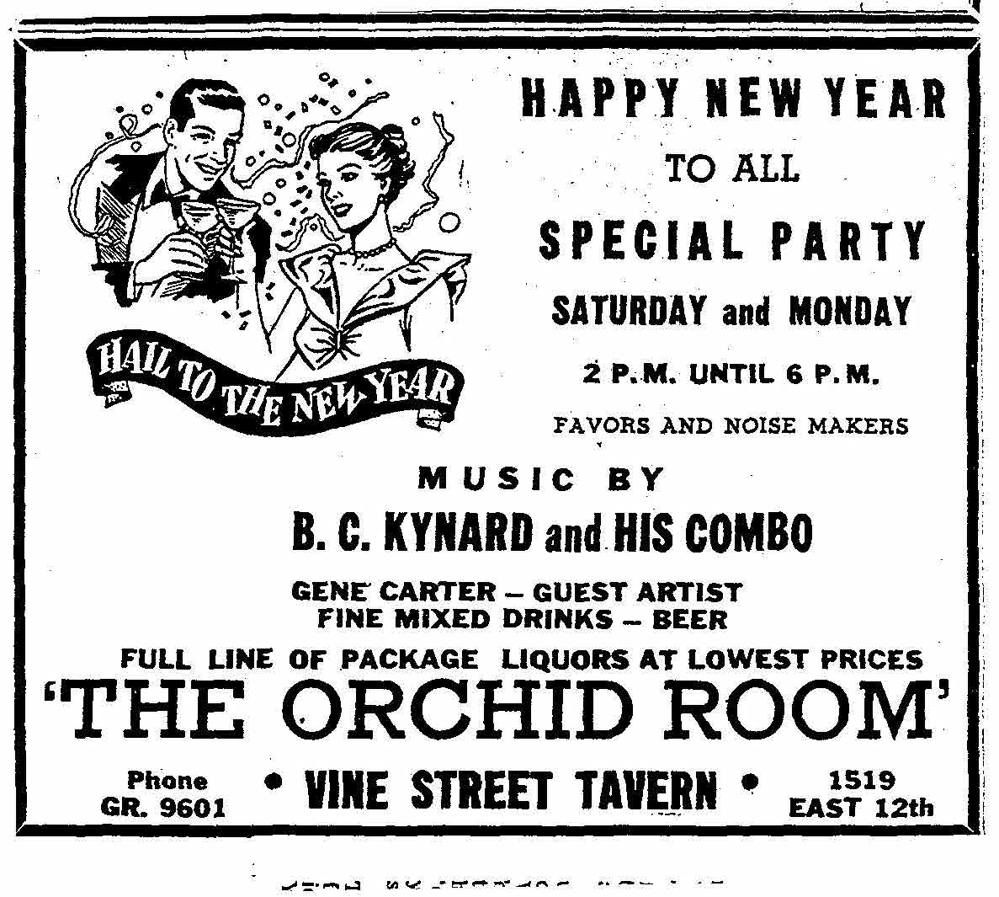 HAPPY NEW YEAR
TO ALL
SPECIAL PARTY
SATURDAY and MONDAY
2 P.M. UNTIL 6 P.M.
FAVORS AND NOISE MAKERS
HAIL TO THE NEW YEAR
MUSIC BY
B. C. KYNARD and HIS COMBO
GENE CARTER – GUEST ARTIST
FINE MIXED DRINKS – BEER
FULL LINE OF PACKAGE LIQUORS AT LOWEST PRICES
'THE ORCHID ROOM'
Phone
GR. 9601
• VINE STREET TAVERN •
1519
EAST 12th